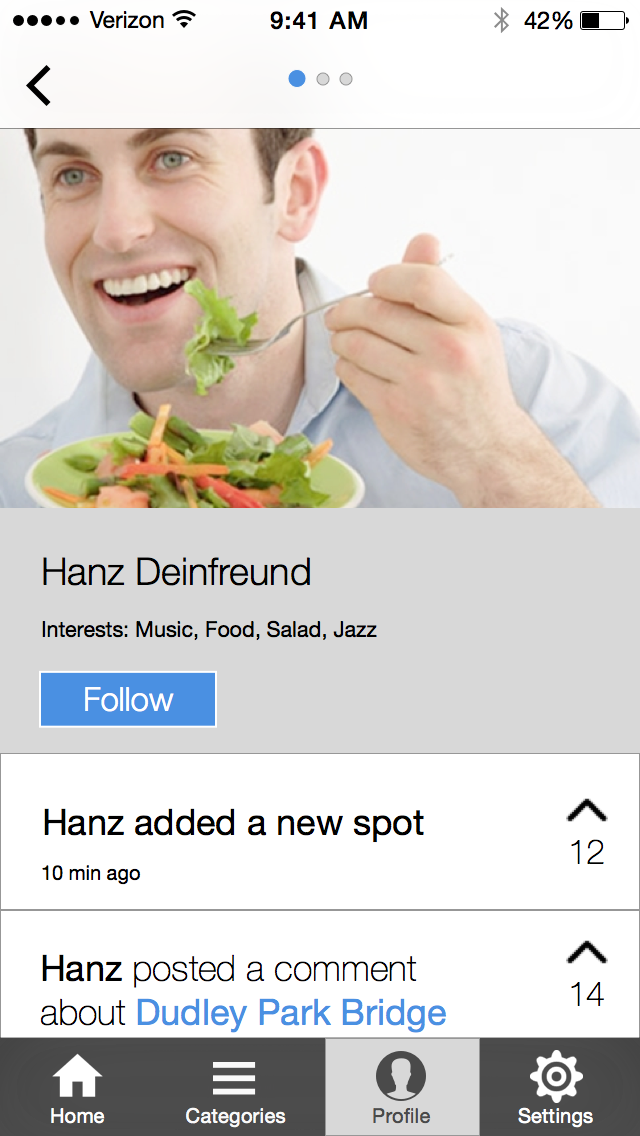 Verizon 9:41 AM 42%
Hanz Deinfreund
Interests: Music, Food, Salad, Jazz
Follow
Hanz added a new spot
12
10 min ago
Hanz posted a comment
about Dudley Park Bridge
14
Home Categories Profile Settings